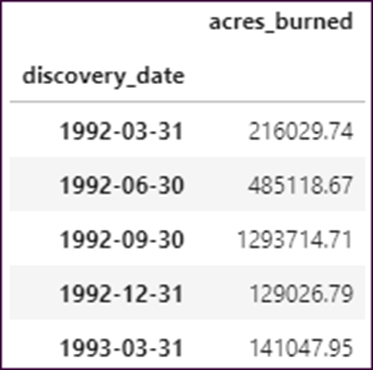 acres_burned
discovery_date
1992-03-31 216029.74
1992-06-30 485118.67
1992-09-30 1293714.71
1992-12-31 129026.79
1993-03-31 141047.95